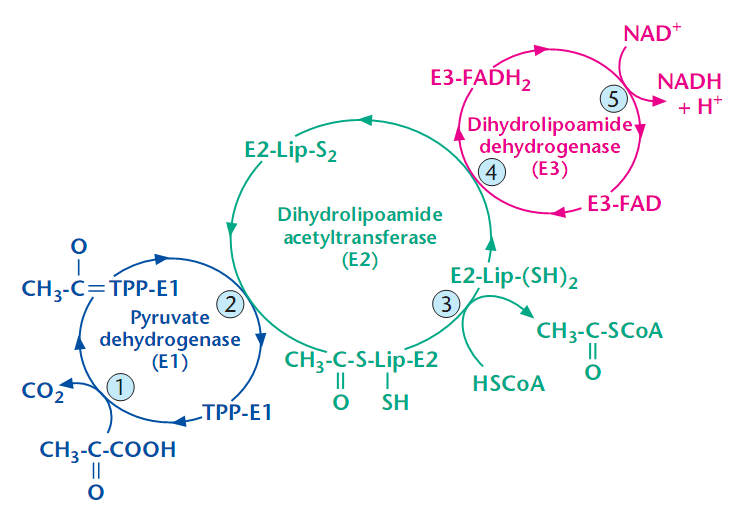 NAD⁺
E3-FADH₂
NADH
+ H⁺
5
Dihydrolipoamide
dehydrogenase
(E3)
4
E3-FAD
E2-Lip-S₂
Dihydrolipoamide
acetyltransferase
(E2)
E2-Lip-(SH)₂
3
CH₃-C-SCoA
O
HSCoA
CH₃-C-S-Lip-E2
O SH
O
CH₃-C=TPP-E1
2
Pyruvate
dehydrogenase
(E1)
CO₂
1
TPP-E1
CH₃-C-COOH
O